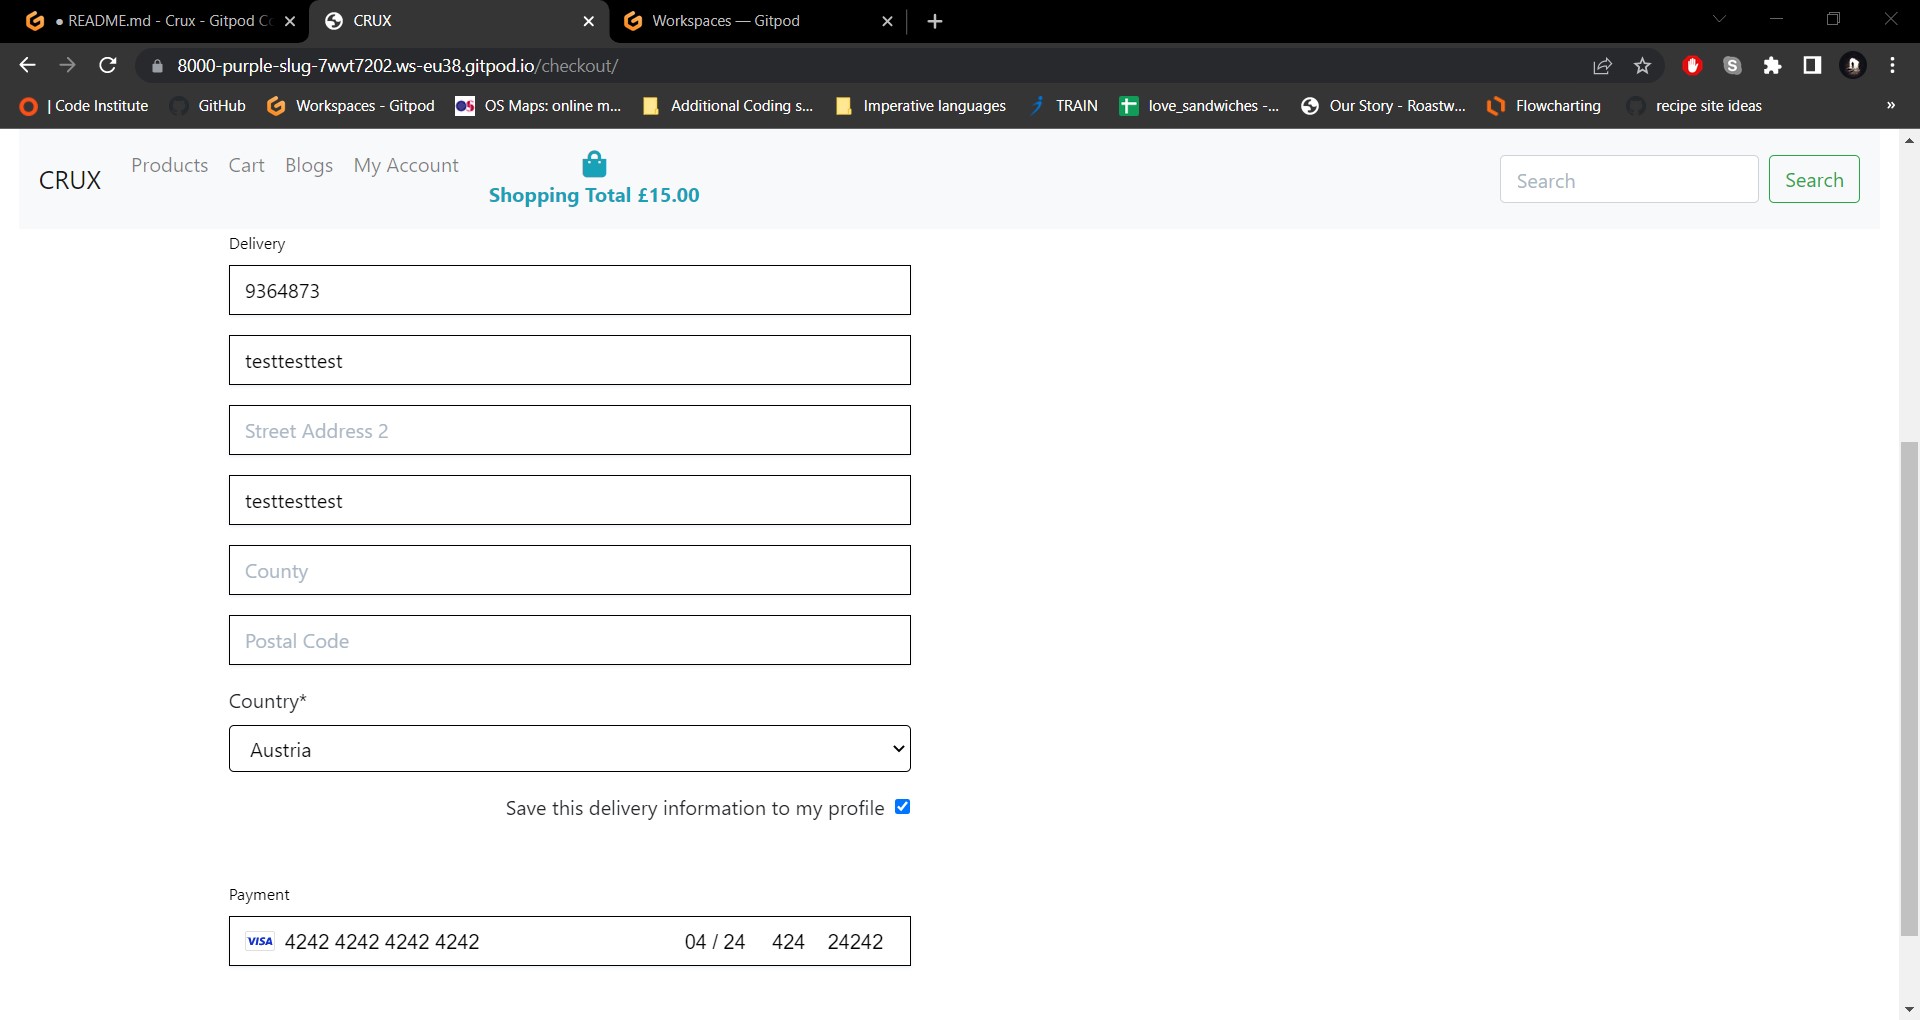 ● README.md - Crux - Gitpod Co
CRUX
Workspaces — Gitpod
8000-purple-slug-7wvt7202.ws-eu38.gitpod.io/checkout/
| Code Institute
GitHub
Workspaces - Gitpod
OS Maps: online m...
Additional Coding s...
Imperative languages
TRAIN
love_sandwiches -...
Our Story - Roastw...
Flowcharting
recipe site ideas
»
CRUX
Products
Cart
Blogs
My Account
Shopping Total £15.00
Search
Search
Delivery
9364873
testtesttest
Street Address 2
testtesttest
County
Postal Code
Country*
Austria
Save this delivery information to my profile
Payment
VISA 4242 4242 4242 4242 04 / 24 424 24242